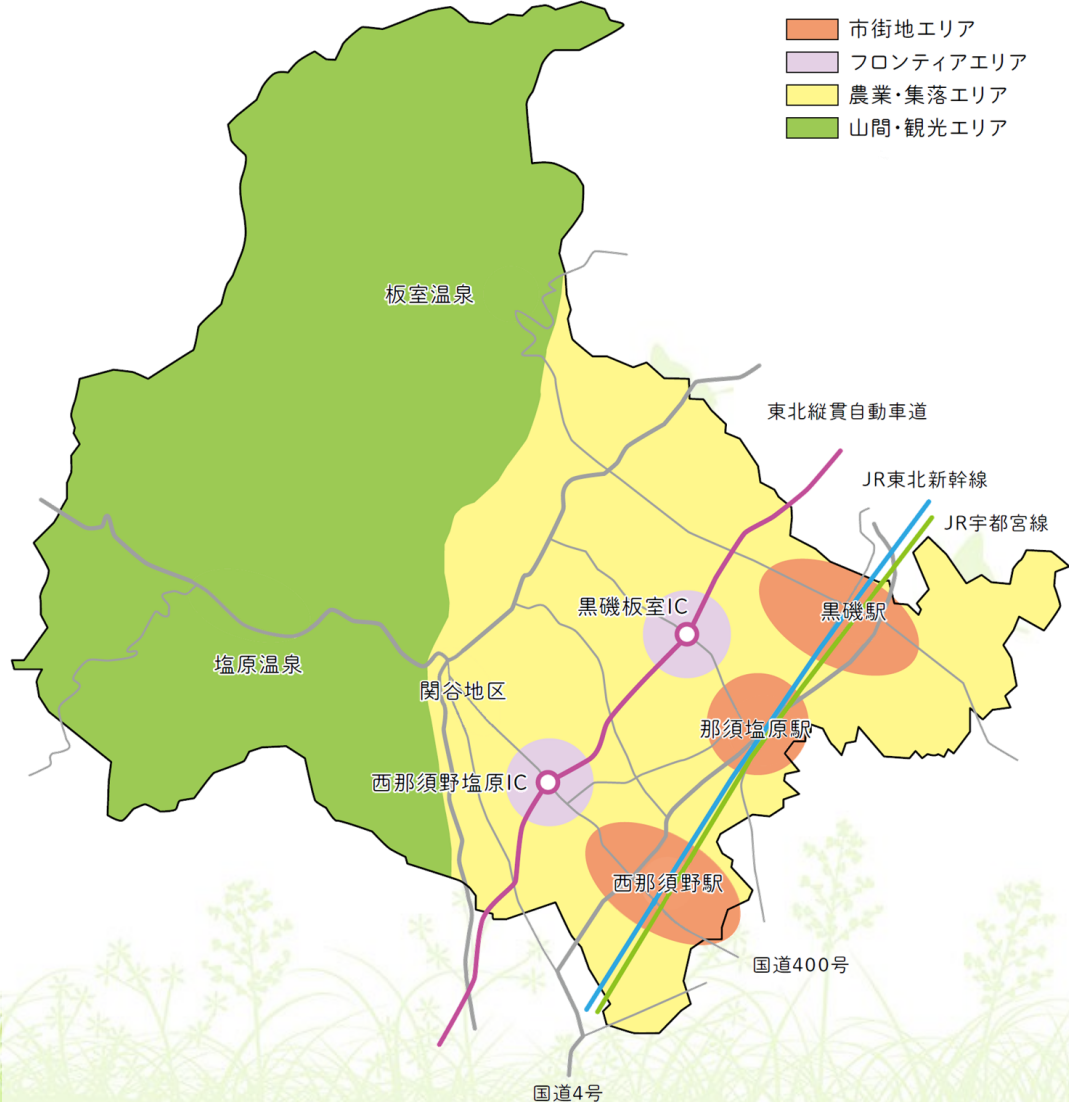 市街地エリア
フロンティアエリア
農業・集落エリア
山間・観光エリア
板室温泉
東北縦貫自動車道
JR東北新幹線
JR宇都宮線
黒磯板室IC
黒磯駅
塩原温泉
関谷地区
那須塩原駅
西那須野塩原IC
西那須野駅
国道400号
国道4号